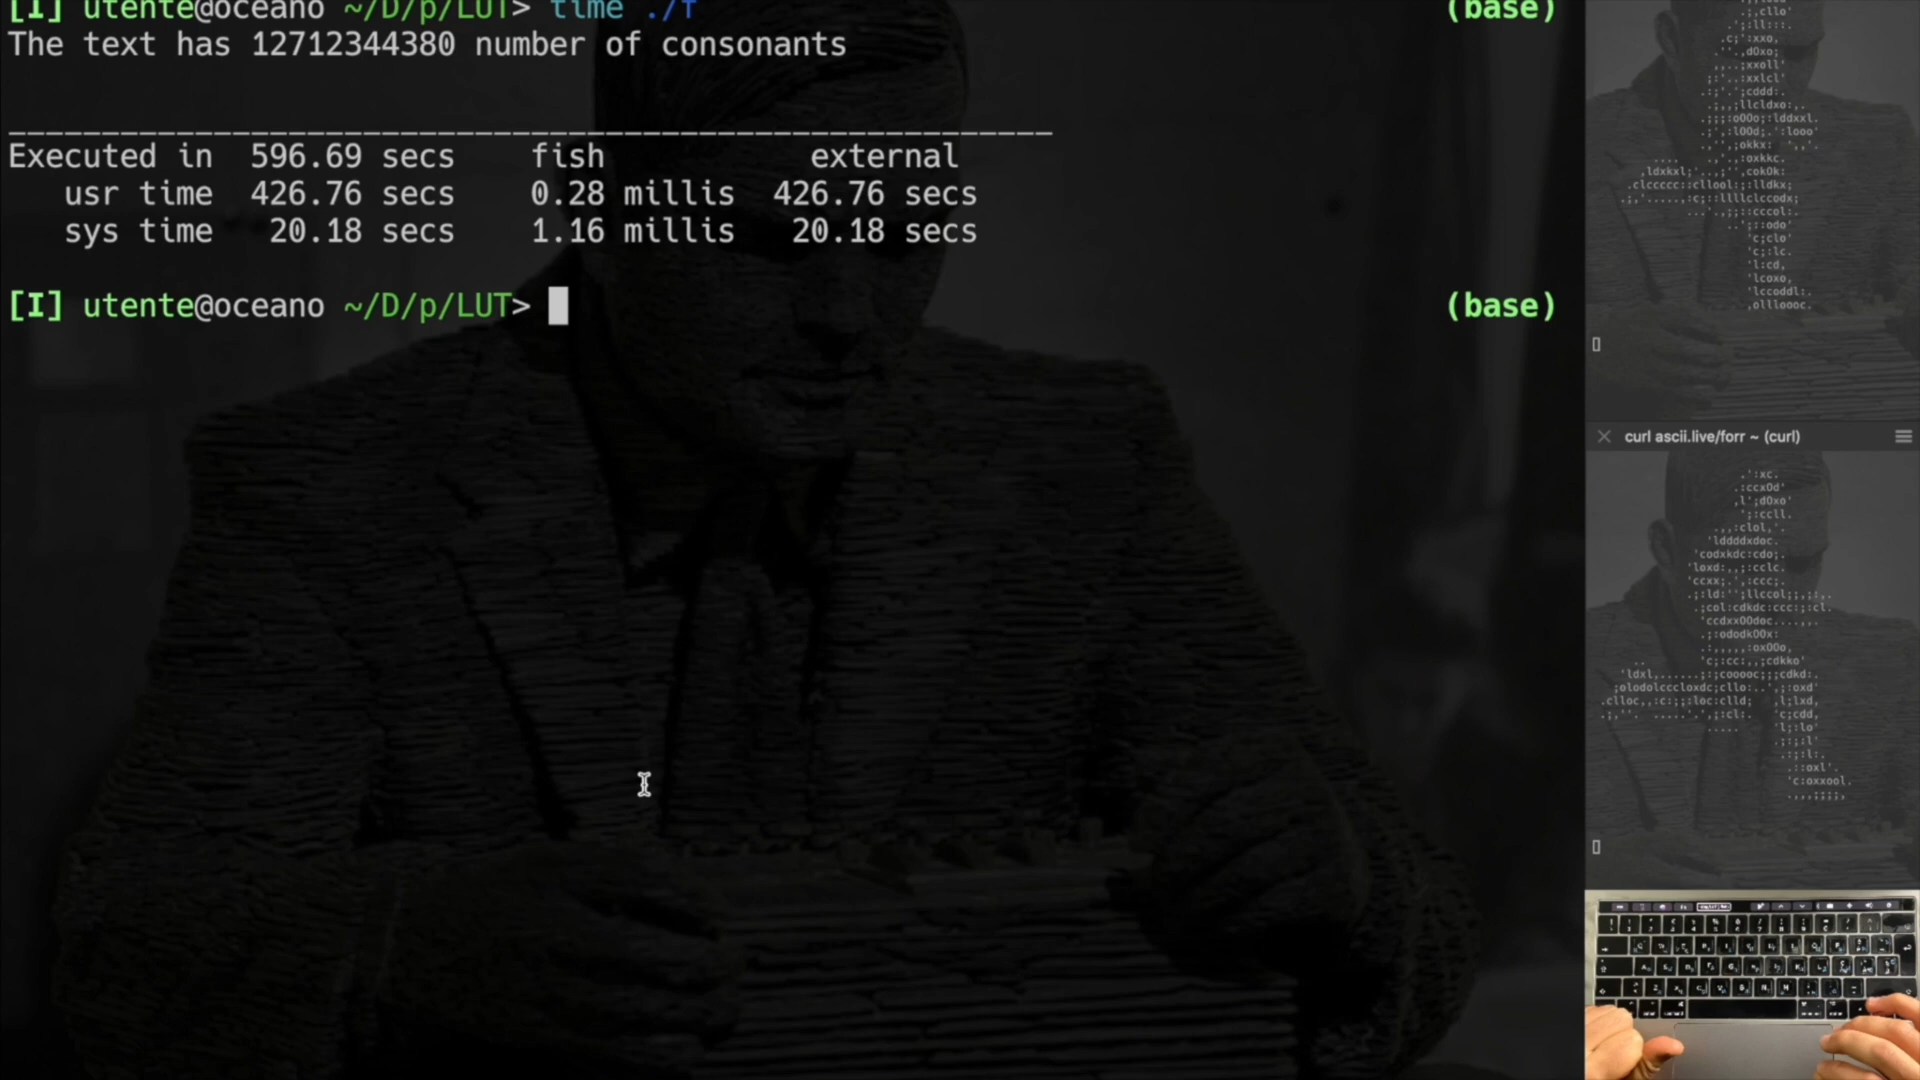 [I] utente@oceano ~/D/p/LUT> time ./f (base)
The text has 12712344380 number of consonants
________________________________________________________
Executed in 596.69 secs fish external
usr time 426.76 secs 0.28 millis 426.76 secs
sys time 20.18 secs 1.16 millis 20.18 secs
[I] utente@oceano ~/D/p/LUT> (base)
curl ascii.live/forr ~ (curl)